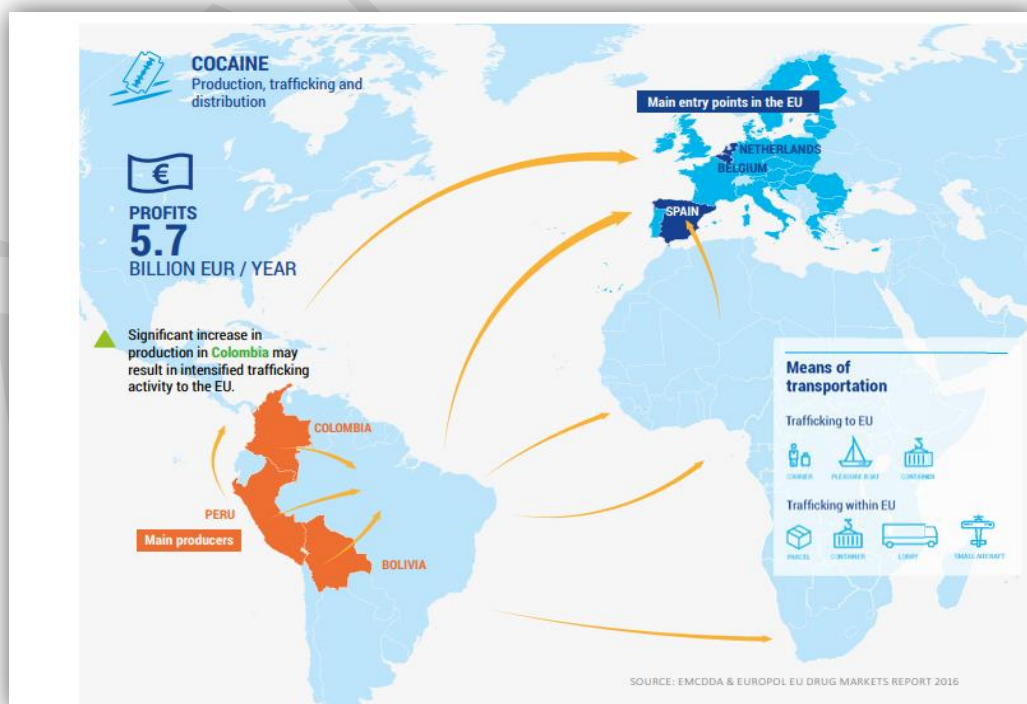 COCAINE
Production, trafficking and
distribution
€
PROFITS
5.7
BILLION EUR / YEAR
Significant increase in
production in Colombia may
result in intensified trafficking
activity to the EU.
Main entry points in the EU
NETHERLANDS
BELGIUM
SPAIN
COLOMBIA
PERU
Main producers
BOLIVIA
Means of
transportation
Trafficking to EU
COURIER PLEASURE BOAT CONTAINER
Trafficking within EU
PARCEL CONTAINER LORRY SMALL AIRCRAFT
SOURCE: EMCDDA & EUROPOL EU DRUG MARKETS REPORT 2016